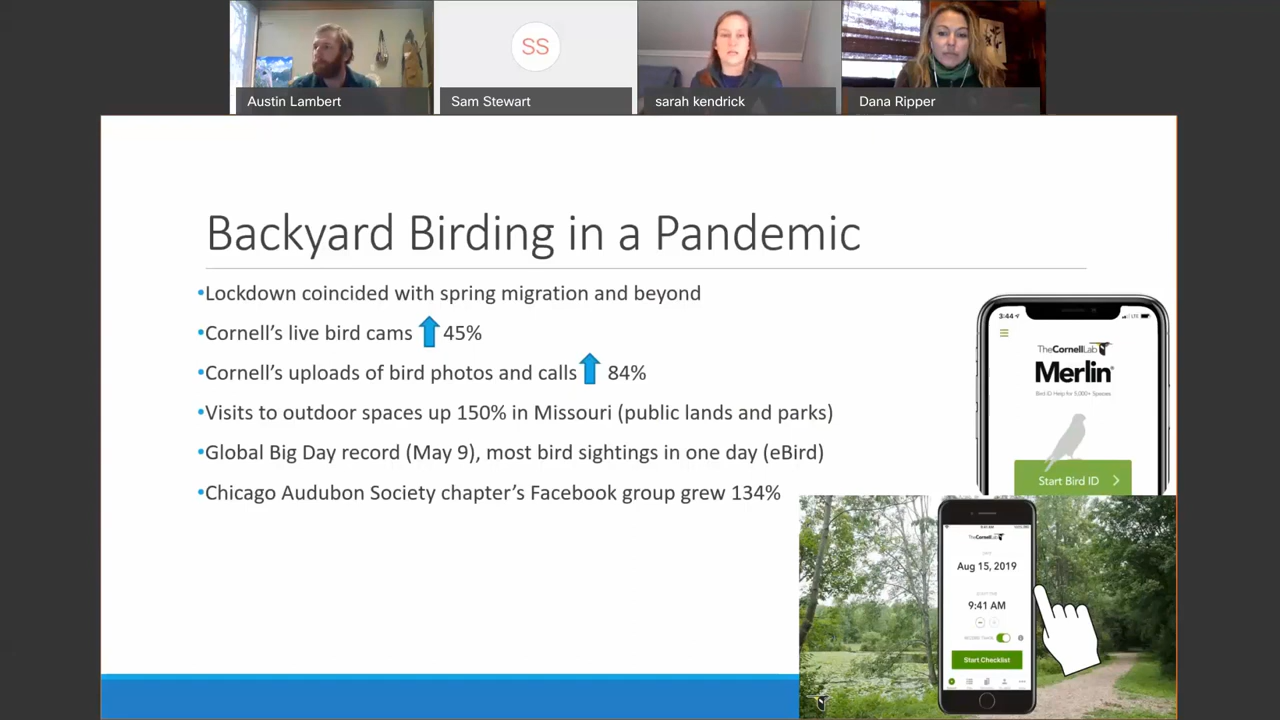 SS
Austin Lambert
Sam Stewart
sarah kendrick
Dana Ripper
Backyard Birding in a Pandemic
•Lockdown coincided with spring migration and beyond
•Cornell's live bird cams 45%
•Cornell's uploads of bird photos and calls 84%
•Visits to outdoor spaces up 150% in Missouri (public lands and parks)
•Global Big Day record (May 9), most bird sightings in one day (eBird)
•Chicago Audubon Society chapter's Facebook group grew 134%
3:44
LTE
TheCornellLab
Merlin
Bird ID Help for 5,000+ Species
Start Bird ID
TheCornellLab
Aug 15, 2019
9:41 AM
Start Checklist